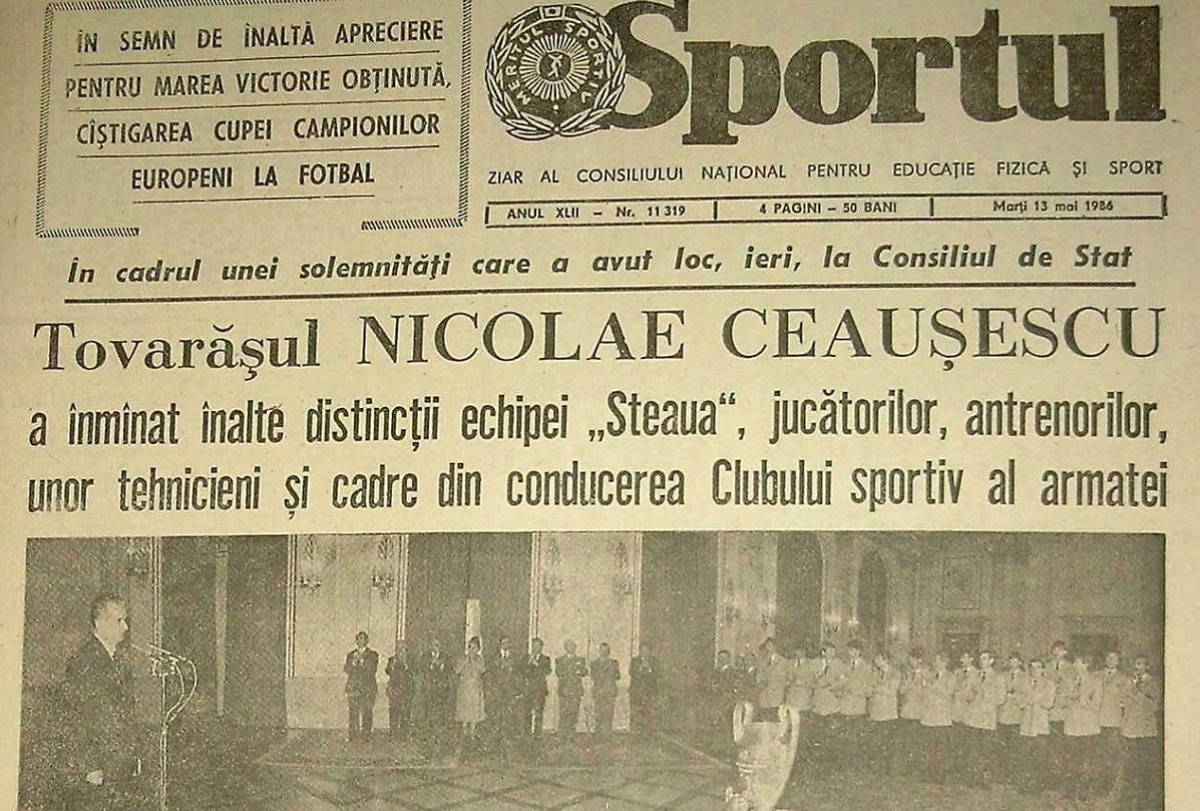 ÎN SEMN DE ÎNALTĂ APRECIERE
PENTRU MAREA VICTORIE OBȚINUTĂ,
CÎȘTIGAREA CUPEI CAMPIONILOR
EUROPENI LA FOTBAL
MERITUL SPORTIV
Sportul
ZIAR AL CONSILIULUI NAȚIONAL PENTRU EDUCAȚIE FIZICĂ ȘI SPORT
ANUL XLII – Nr. 11 319 | 4 PAGINI – 50 BANI | Marți 13 mai 1986
În cadrul unei solemnități care a avut loc, ieri, la Consiliul de Stat
Tovarășul NICOLAE CEAUȘESCU
a înmînat înalte distincții echipei „Steaua“, jucătorilor, antrenorilor,
unor tehnicieni și cadre din conducerea Clubului sportiv al armatei